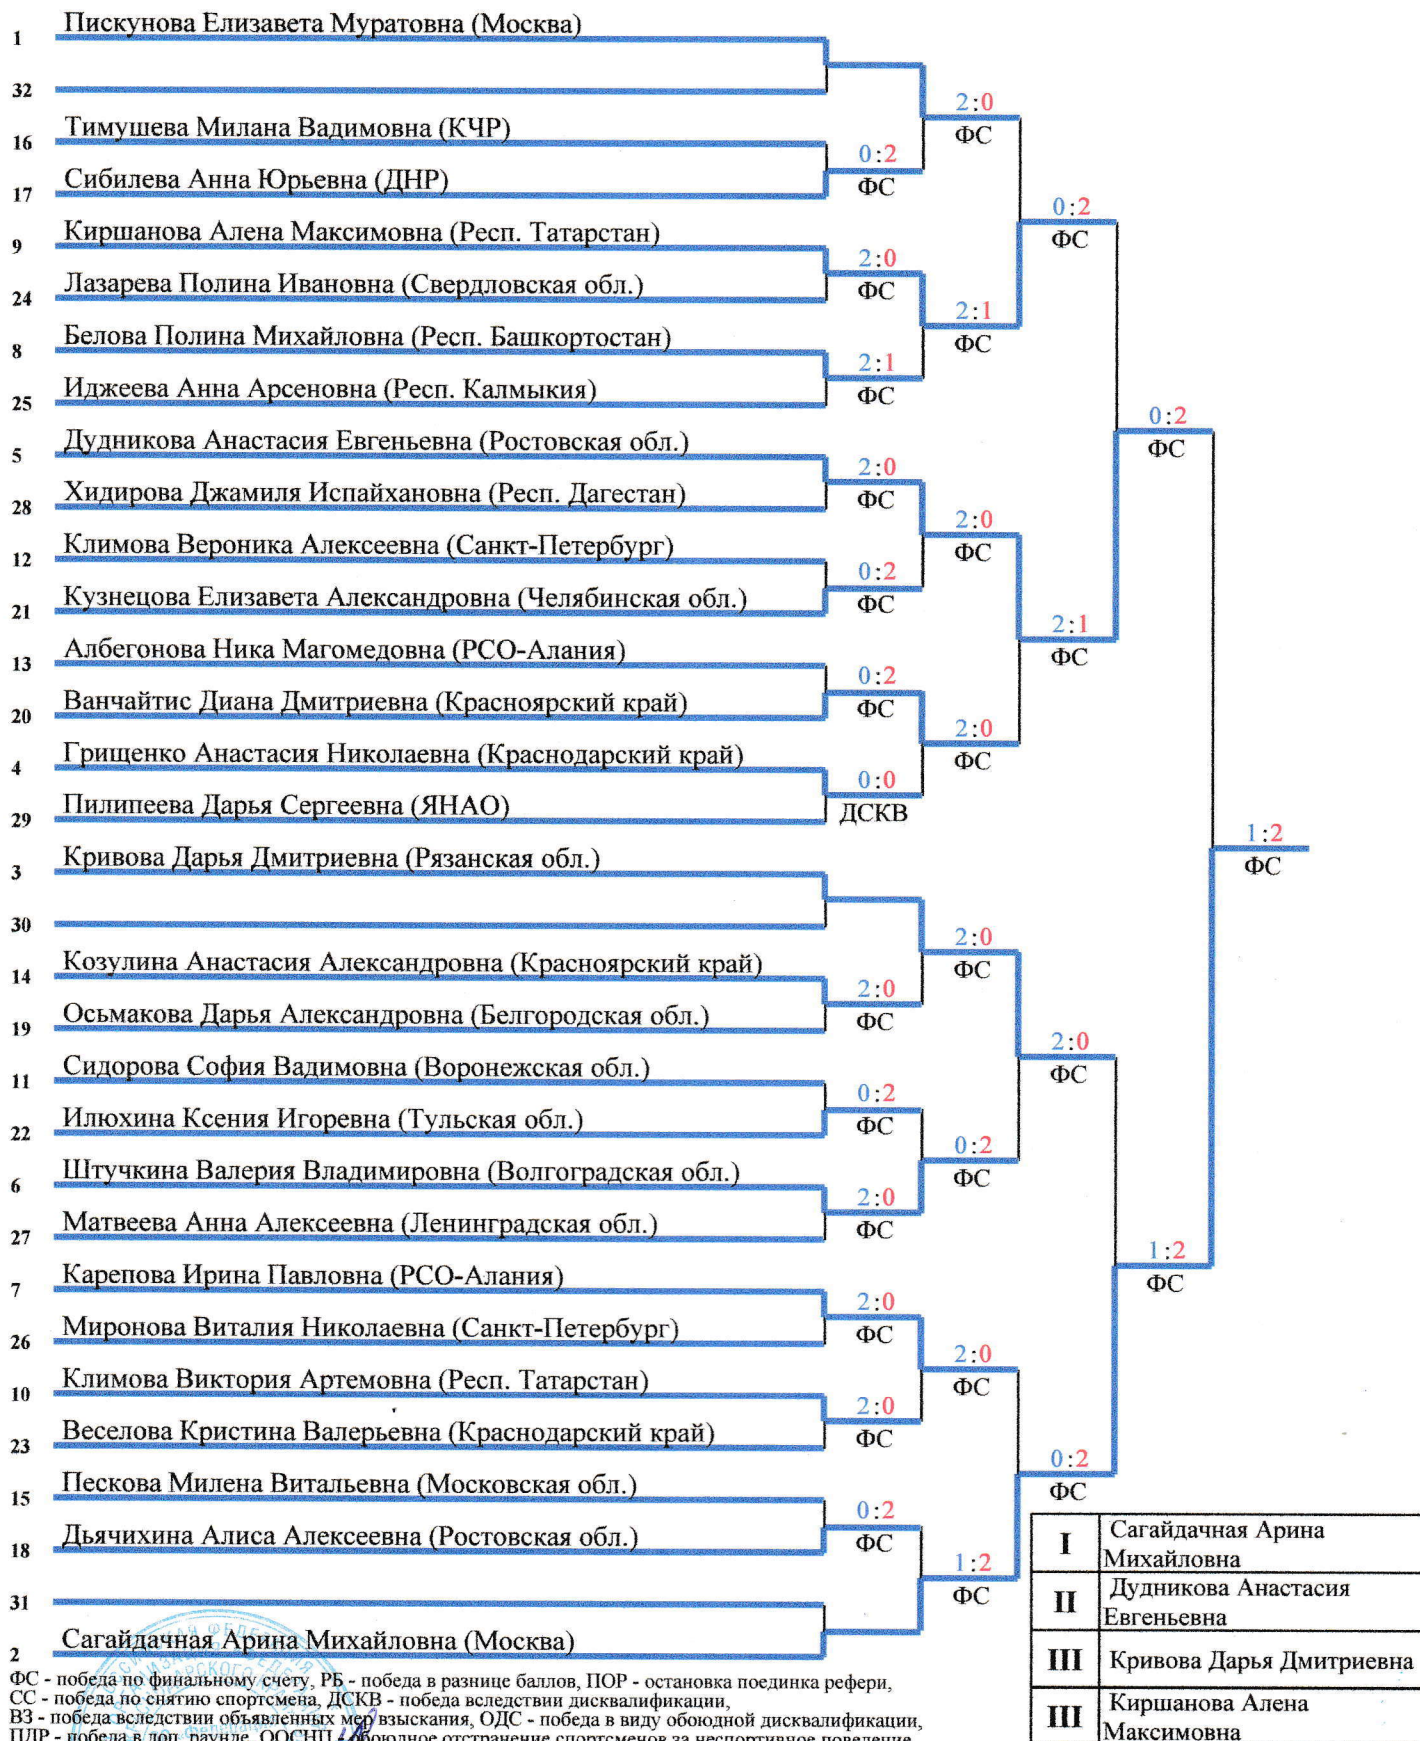 1 Пискунова Елизавета Муратовна (Москва)
32
2:0
ФС
16 Тимушева Милана Вадимовна (КЧР)
0:2
ФС
17 Сибилева Анна Юрьевна (ДНР)
0:2
ФС
9 Киршанова Алена Максимовна (Респ. Татарстан)
2:0
ФС
24 Лазарева Полина Ивановна (Свердловская обл.)
2:1
ФС
8 Белова Полина Михайловна (Респ. Башкортостан)
2:1
ФС
25 Иджеева Анна Арсеновна (Респ. Калмыкия)
0:2
ФС
5 Дудникова Анастасия Евгеньевна (Ростовская обл.)
2:0
ФС
28 Хидирова Джамиля Испайхановна (Респ. Дагестан)
2:0
ФС
12 Климова Вероника Алексеевна (Санкт-Петербург)
0:2
ФС
21 Кузнецова Елизавета Александровна (Челябинская обл.)
2:1
ФС
13 Албегонова Ника Магомедовна (РСО-Алания)
0:2
ФС
20 Ванчайтис Диана Дмитриевна (Красноярский край)
2:0
ФС
4 Грищенко Анастасия Николаевна (Краснодарский край)
0:0
ДСКВ
29 Пилипеева Дарья Сергеевна (ЯНАО)
1:2
ФС
3 Кривова Дарья Дмитриевна (Рязанская обл.)
30
2:0
ФС
14 Козулина Анастасия Александровна (Красноярский край)
2:0
ФС
19 Осьмакова Дарья Александровна (Белгородская обл.)
2:0
ФС
11 Сидорова София Вадимовна (Воронежская обл.)
0:2
ФС
22 Илюхина Ксения Игоревна (Тульская обл.)
0:2
ФС
6 Штучкина Валерия Владимировна (Волгоградская обл.)
2:0
ФС
27 Матвеева Анна Алексеевна (Ленинградская обл.)
1:2
ФС
7 Карепова Ирина Павловна (РСО-Алания)
2:0
ФС
26 Миронова Виталия Николаевна (Санкт-Петербург)
2:0
ФС
10 Климова Виктория Артемовна (Респ. Татарстан)
2:0
ФС
23 Веселова Кристина Валерьевна (Краснодарский край)
0:2
ФС
15 Пескова Милена Витальевна (Московская обл.)
0:2
ФС
18 Дьячихина Алиса Алексеевна (Ростовская обл.)
1:2
ФС
31
2 Сагайдачная Арина Михайловна (Москва)
I Сагайдачная Арина Михайловна
II Дудникова Анастасия Евгеньевна
III Кривова Дарья Дмитриевна
III Киршанова Алена Максимовна
ФС - победа по финальному счету, РБ - победа в разнице баллов, ПОР - остановка поединка рефери,
СС - победа по снятию спортсмена, ДСКВ - победа вследствии дисквалификации,
ВЗ - победа вследствии объявленных мер взыскания, ОДС - победа в виду обоюдной дисквалификации,
ПДР - победа в доп. раунде, ООСНП - обоюдное отстранение спортсменов за неспортивное поведение